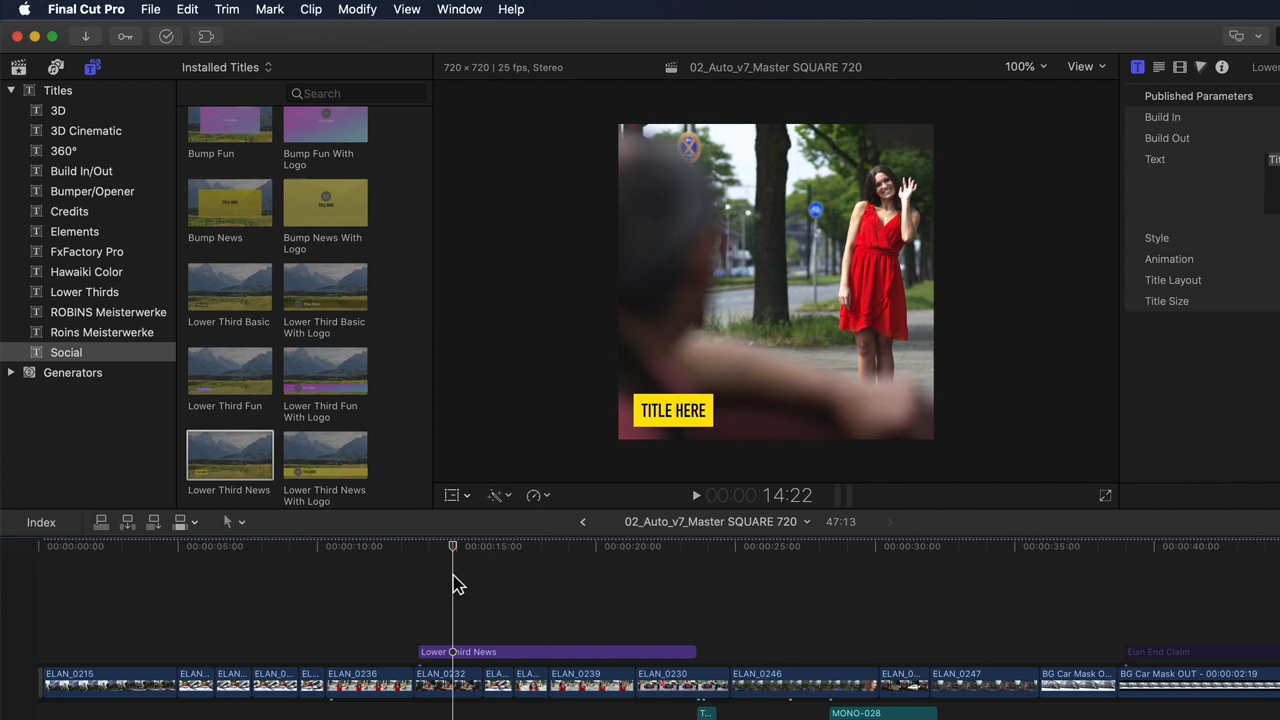 Final Cut Pro File Edit Trim Mark Clip Modify View Window Help
Installed Titles
720 × 720 | 25 fps, Stereo
02_Auto_v7_Master SQUARE 720
100%
View
Lower
Titles
3D
3D Cinematic
360°
Build In/Out
Bumper/Opener
Credits
Elements
FxFactory Pro
Hawaiki Color
Lower Thirds
ROBINS Meisterwerke
Roins Meisterwerke
Social
Generators
Search
Bump Fun
Bump Fun With
Logo
TITLE HERE
TITLE HERE
Bump News
Bump News With
Logo
Lower Third Basic
Lower Third Basic
With Logo
Lower Third Fun
Lower Third Fun
With Logo
Lower Third News
Lower Third News
With Logo
TITLE HERE
Published Parameters
Build In
Build Out
Text
Tit
Style
Animation
Title Layout
Title Size
00:00:14:22
Index
02_Auto_v7_Master SQUARE 720
47:13
00:00:00:00
00:00:05:00
00:00:10:00
00:00:15:00
00:00:20:00
00:00:25:00
00:00:30:00
00:00:35:00
00:00:40:00
Lower Third News
Elan End Claim
ELAN_0215
ELAN...
ELAN...
ELAN_0...
EL...
ELAN_0236
ELAN_0232
ELA...
ELA...
ELAN_0239
ELAN_0230
ELAN_0246
ELAN_0...
ELAN_0247
BG Car Mask O...
BG Car Mask OUT - 00:00:02:19
T...
MONO-028